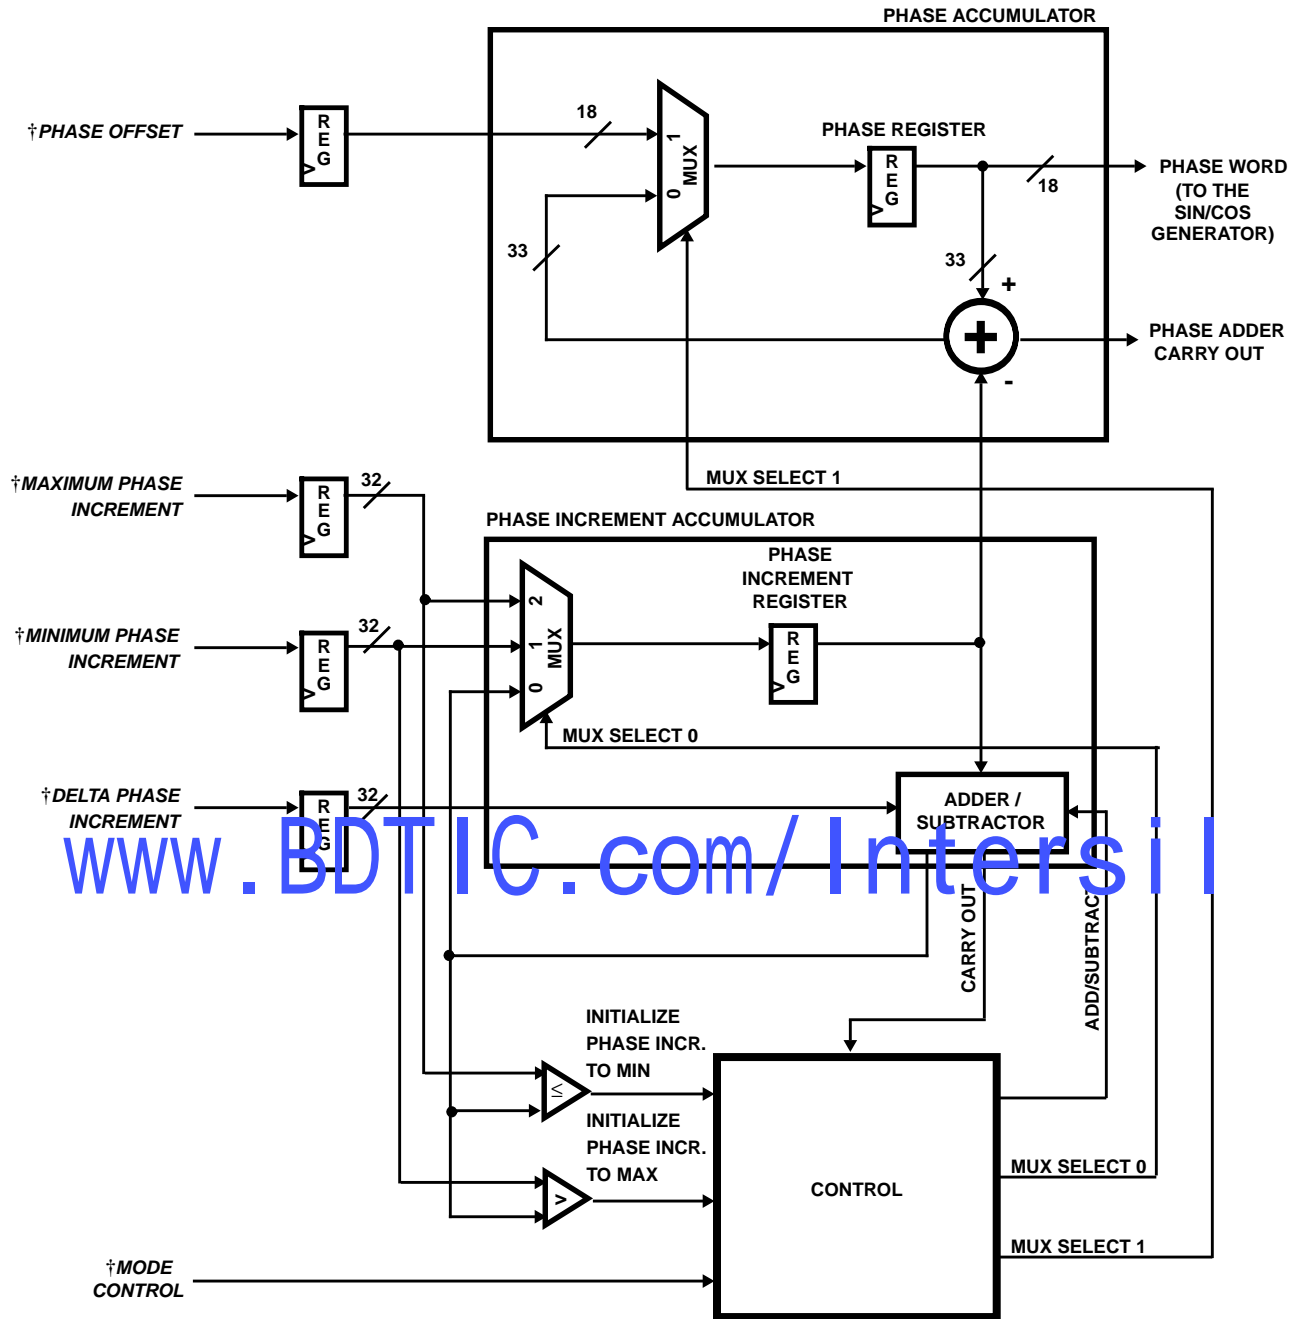 PHASE ACCUMULATOR
†PHASE OFFSET
R
E
G
>
18
1
0
MUX
PHASE REGISTER
R
E
G
>
18
PHASE WORD
(TO THE
SIN/COS
GENERATOR)
33
33
+
+
-
PHASE ADDER
CARRY OUT
MUX SELECT 1
†MAXIMUM PHASE
INCREMENT
R
E
G
>
32
PHASE INCREMENT ACCUMULATOR
PHASE
INCREMENT
REGISTER
2
1
0
MUX
R
E
G
>
†MINIMUM PHASE
INCREMENT
R
E
G
>
32
MUX SELECT 0
†DELTA PHASE
INCREMENT
R
E
G
32
ADDER /
SUBTRACTOR
www.BDTIC.com/Intersil
CARRY OUT
ADD/SUBTRACT
INITIALIZE
PHASE INCR.
TO MIN
≤
INITIALIZE
PHASE INCR.
TO MAX
>
CONTROL
MUX SELECT 0
MUX SELECT 1
†MODE
CONTROL